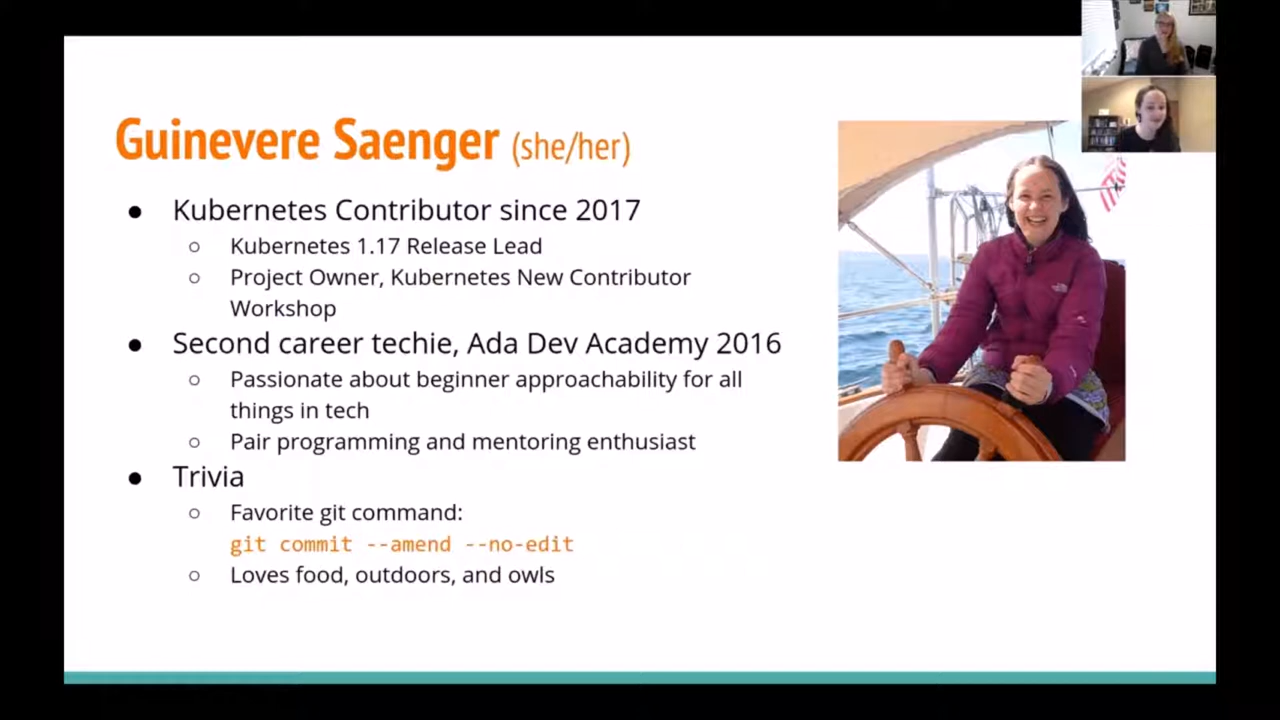 Guinevere Saenger (she/her)
● Kubernetes Contributor since 2017
○ Kubernetes 1.17 Release Lead
○ Project Owner, Kubernetes New Contributor
Workshop
● Second career techie, Ada Dev Academy 2016
○ Passionate about beginner approachability for all
things in tech
○ Pair programming and mentoring enthusiast
● Trivia
○ Favorite git command:
git commit --amend --no-edit
○ Loves food, outdoors, and owls